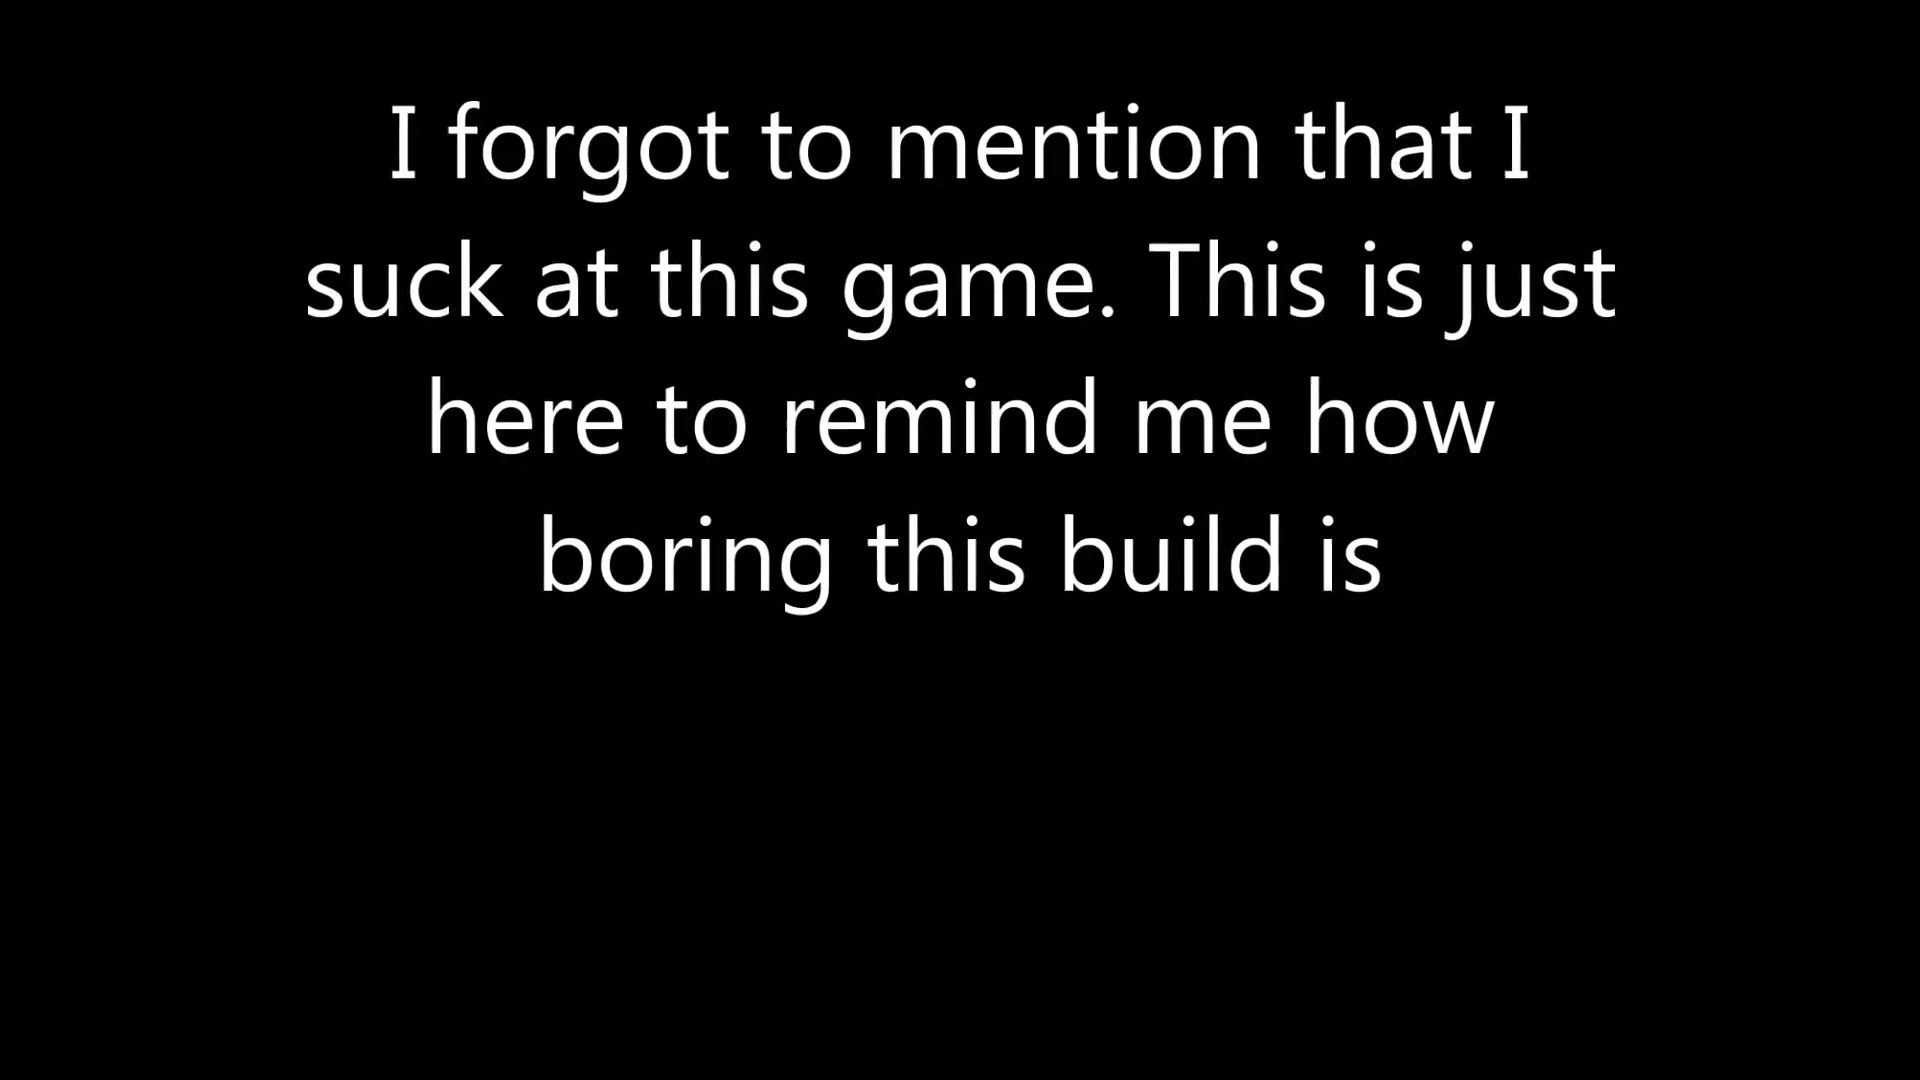 I forgot to mention that I
suck at this game. This is just
here to remind me how
boring this build is